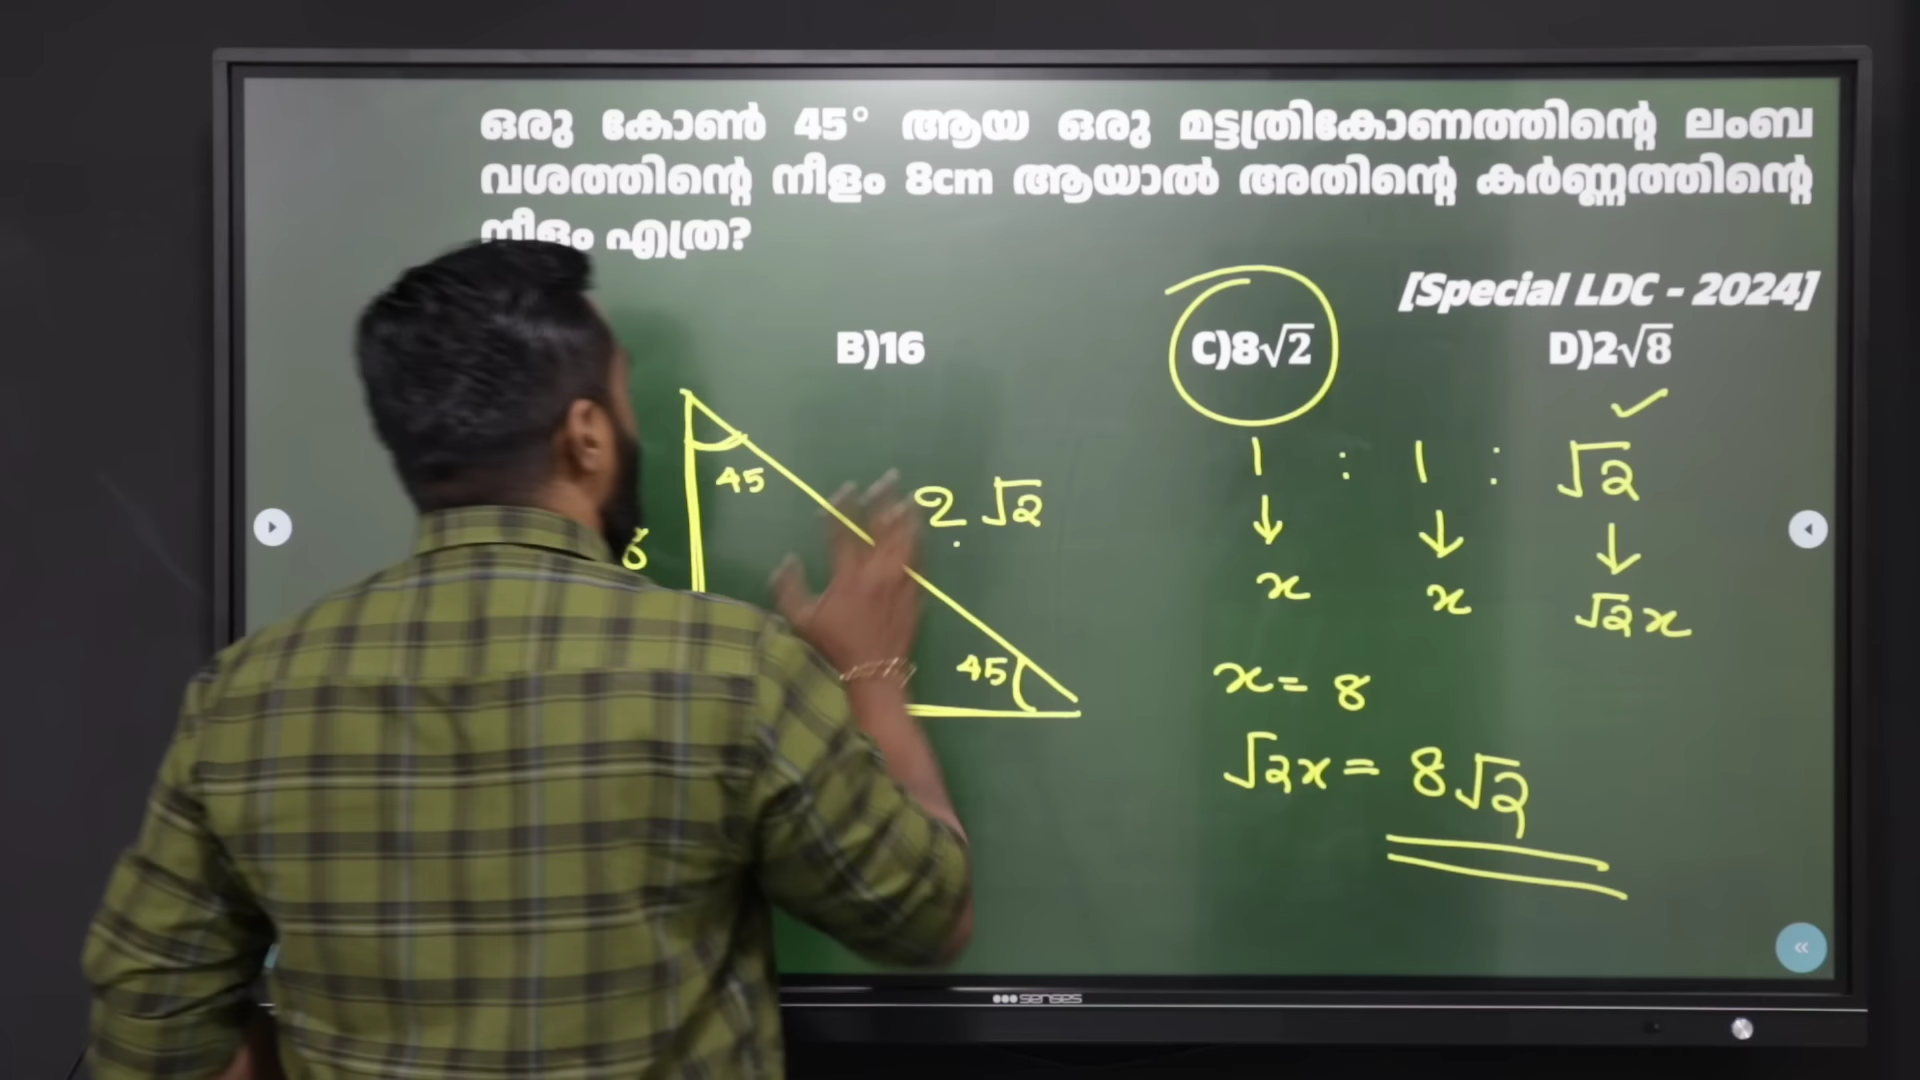 ഒരു കോൺ 45° ആയ ഒരു മട്ടത്രികോണത്തിന്റെ ലംബ
വശത്തിന്റെ നീളം 8cm ആയാൽ അതിന്റെ കർണ്ണത്തിന്റെ
നീളം എത്ര?
[Special LDC - 2024]
B)16 C)8√2 D)2√8
1 : 1 : √2
45
2√2
x x √2x
45
x = 8
√2x = 8√2
senses